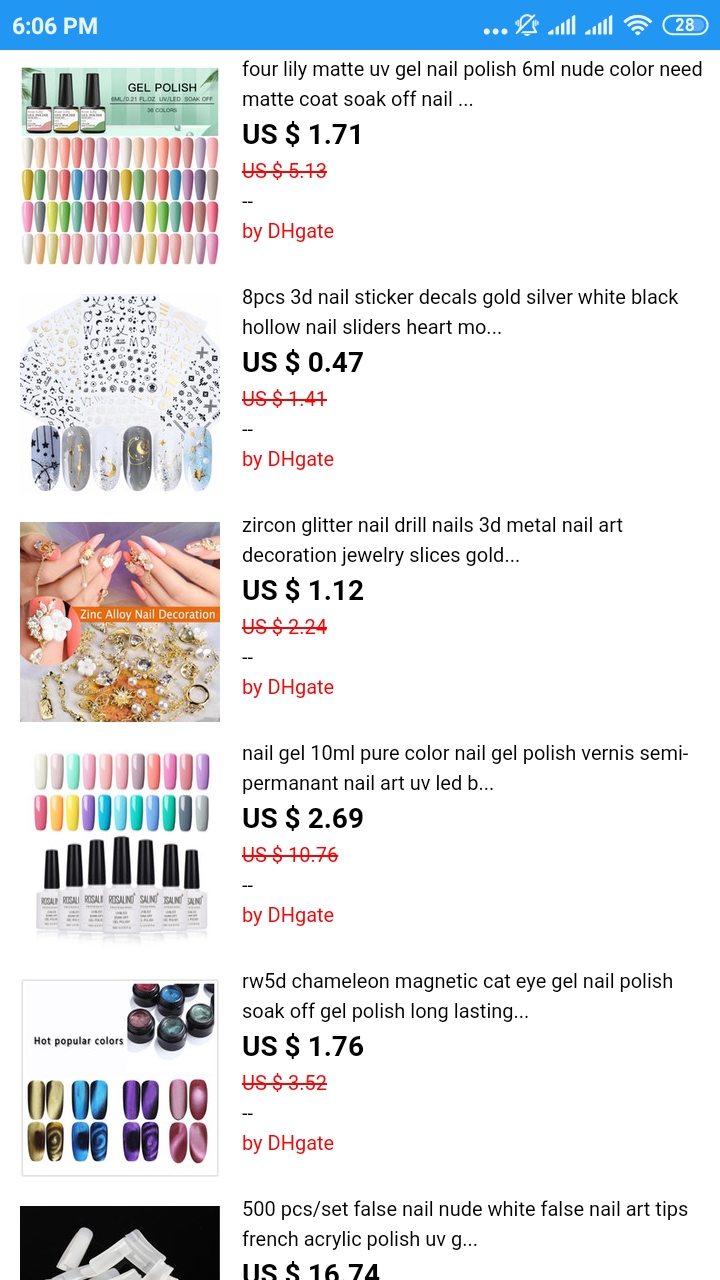 6:06 PM
28
GEL POLISH
6ML/0.21 FL.OZ UV/LED SOAK OFF
36 COLORS
four lily matte uv gel nail polish 6ml nude color need
matte coat soak off nail ...
US $ 1.71
US $ 5.13
--
by DHgate
8pcs 3d nail sticker decals gold silver white black
hollow nail sliders heart mo...
US $ 0.47
US $ 1.41
--
by DHgate
Zinc Alloy Nail Decoration
zircon glitter nail drill nails 3d metal nail art
decoration jewelry slices gold...
US $ 1.12
US $ 2.24
--
by DHgate
ROSALIND
nail gel 10ml pure color nail gel polish vernis semi-
permanant nail art uv led b...
US $ 2.69
US $ 10.76
--
by DHgate
Hot popular colors
rw5d chameleon magnetic cat eye gel nail polish
soak off gel polish long lasting...
US $ 1.76
US $ 3.52
--
by DHgate
500 pcs/set false nail nude white false nail art tips
french acrylic polish uv g...
US $ 16.74